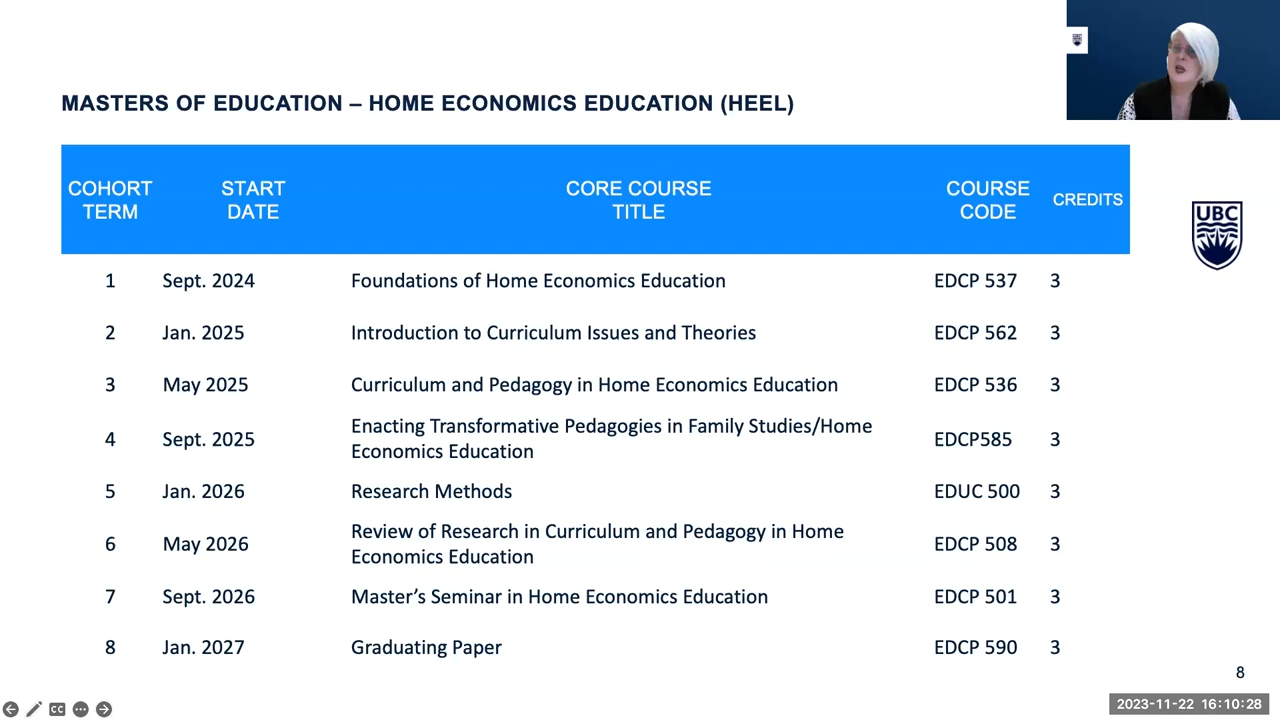 MASTERS OF EDUCATION – HOME ECONOMICS EDUCATION (HEEL)
COHORT TERM START DATE CORE COURSE TITLE COURSE CODE CREDITS
1 Sept. 2024 Foundations of Home Economics Education EDCP 537 3
2 Jan. 2025 Introduction to Curriculum Issues and Theories EDCP 562 3
3 May 2025 Curriculum and Pedagogy in Home Economics Education EDCP 536 3
4 Sept. 2025 Enacting Transformative Pedagogies in Family Studies/Home Economics Education EDCP585 3
5 Jan. 2026 Research Methods EDUC 500 3
6 May 2026 Review of Research in Curriculum and Pedagogy in Home Economics Education EDCP 508 3
7 Sept. 2026 Master’s Seminar in Home Economics Education EDCP 501 3
8 Jan. 2027 Graduating Paper EDCP 590 3
UBC
8
CC
2023-11-22 16:10:28